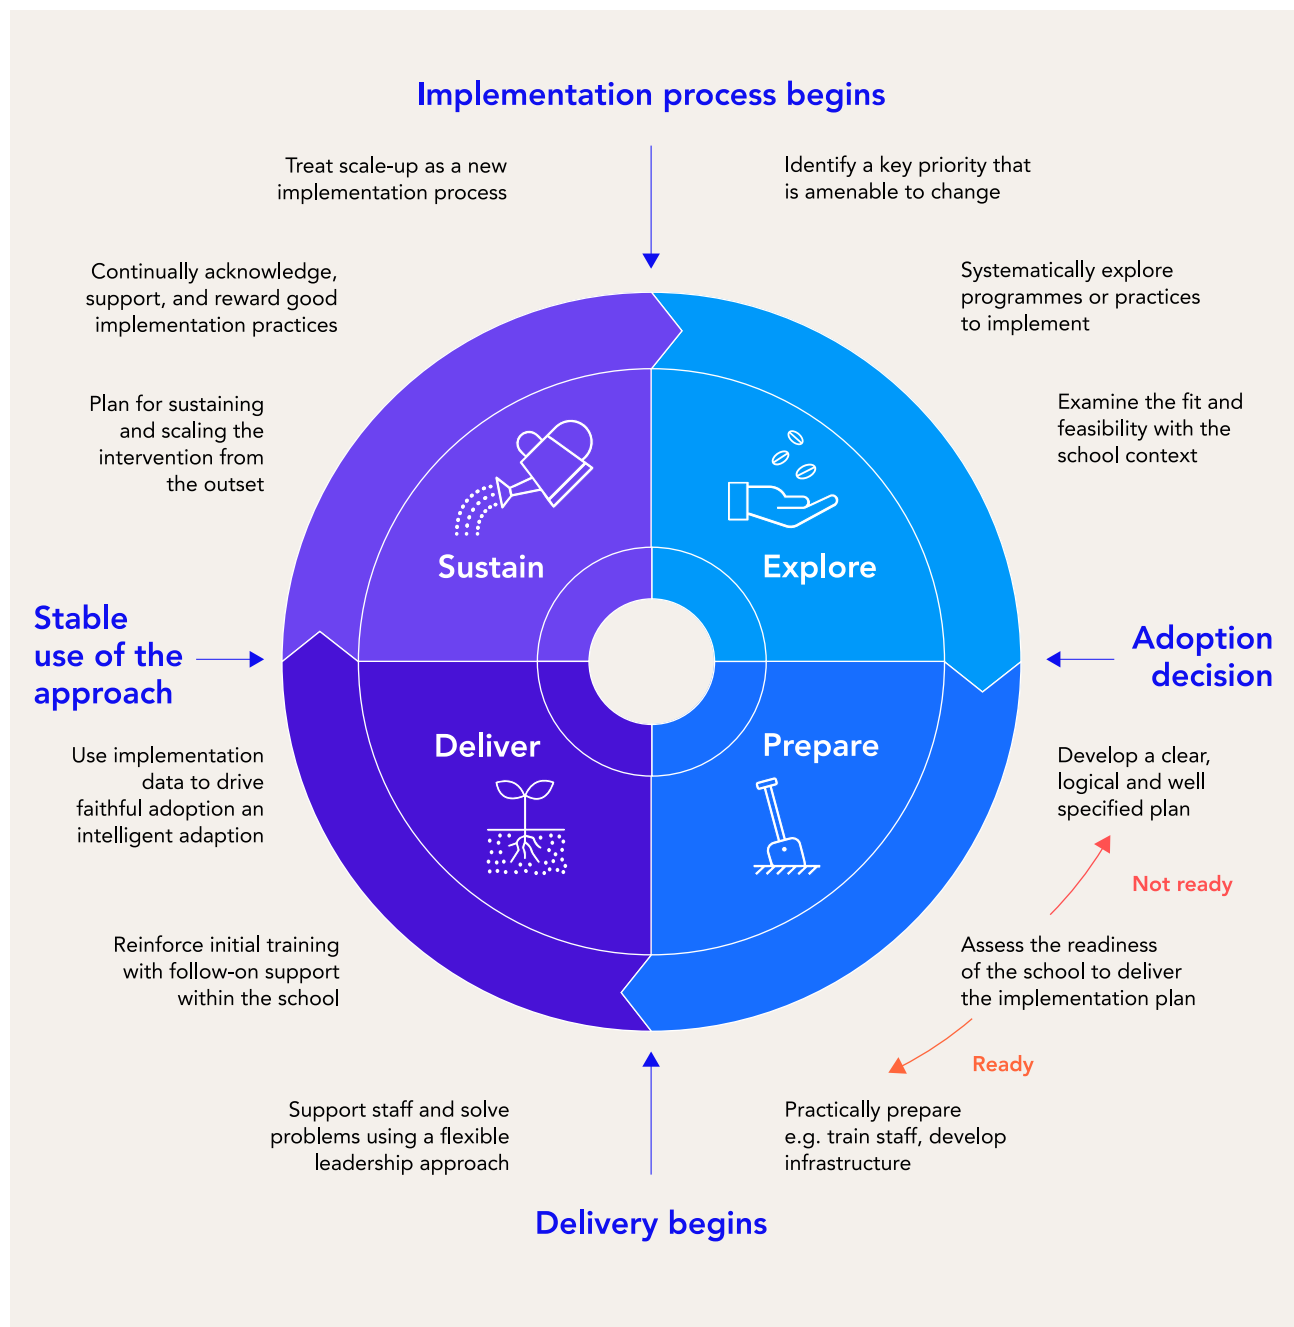 Implementation process begins
Treat scale-up as a new
implementation process
Identify a key priority that
is amenable to change
Continually acknowledge,
support, and reward good
implementation practices
Systematically explore
programmes or practices
to implement
Plan for sustaining
and scaling the
intervention from
the outset
Examine the fit and
feasibility with the
school context
Sustain
Explore
Stable
use of the
approach
Adoption
decision
Deliver
Prepare
Use implementation
data to drive
faithful adoption an
intelligent adaption
Develop a clear,
logical and well
specified plan
Not ready
Reinforce initial training
with follow-on support
within the school
Assess the readiness
of the school to deliver
the implementation plan
Ready
Support staff and solve
problems using a flexible
leadership approach
Practically prepare
e.g. train staff, develop
infrastructure
Delivery begins